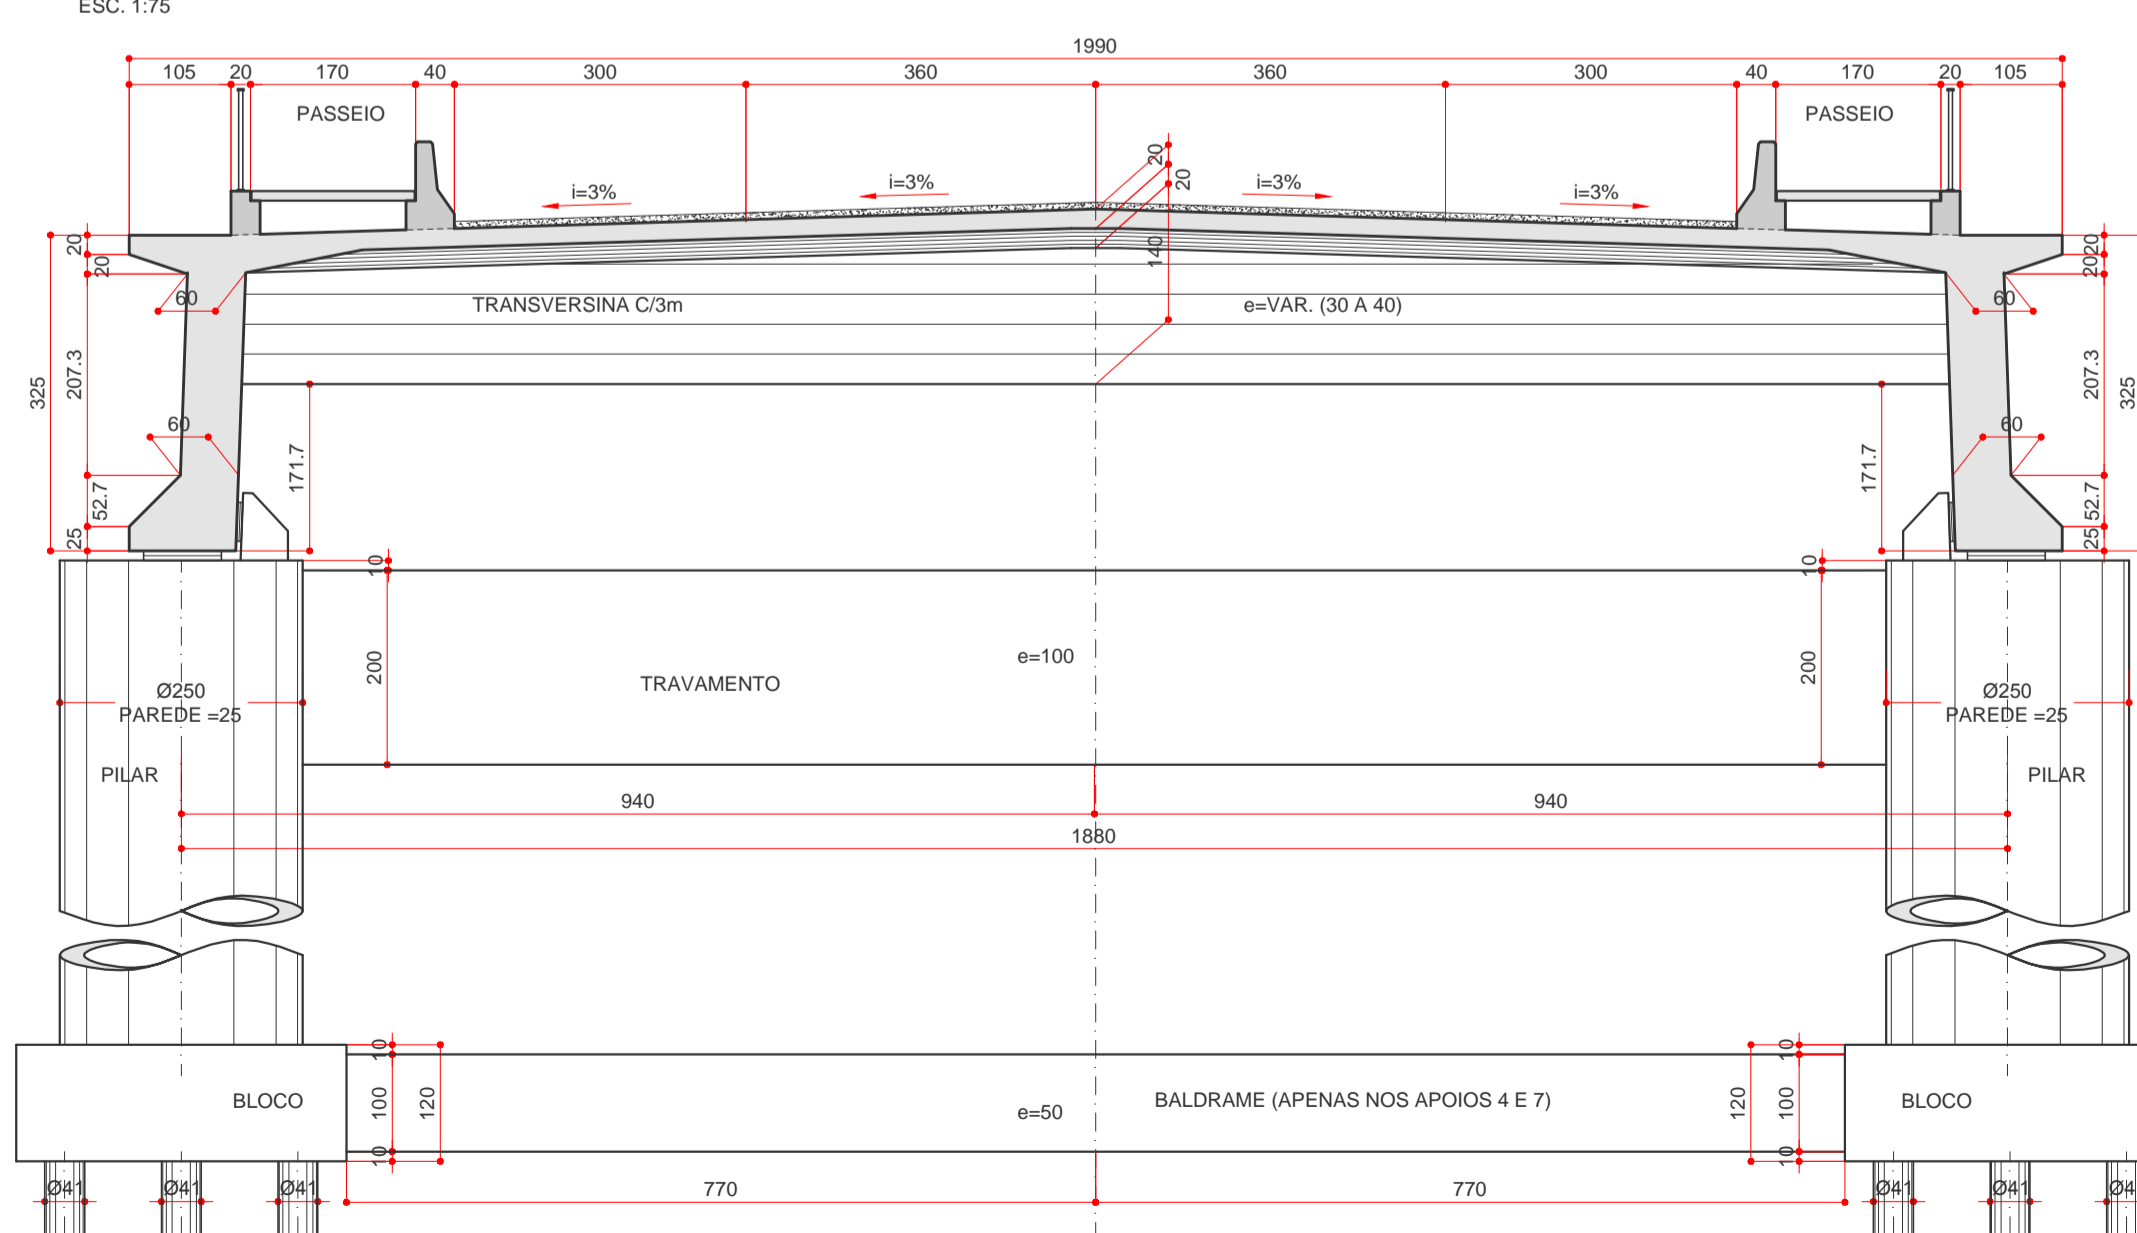 ESC. 1:75
1990
105 20 170 40 300 360 360 300 40 170 20 105
PASSEIO PASSEIO
i=3% i=3% i=3% i=3%
20
20
140
20
20
60
207.3
325
60
52.7
25
171.7
TRANSVERSINA C/3m e=VAR. (30 A 40)
20
20
60
207.3
325
60
52.7
25
171.7
10 10
200 200
e=100
TRAVAMENTO
Ø250
PAREDE =25
PILAR
Ø250
PAREDE =25
PILAR
940 940
1880
BLOCO
10
100
120
10
e=50
BALDRAME (APENAS NOS APOIOS 4 E 7)
10
120
100
10
BLOCO
770 770
Ø41 Ø41 Ø41 Ø41 Ø41 Ø4